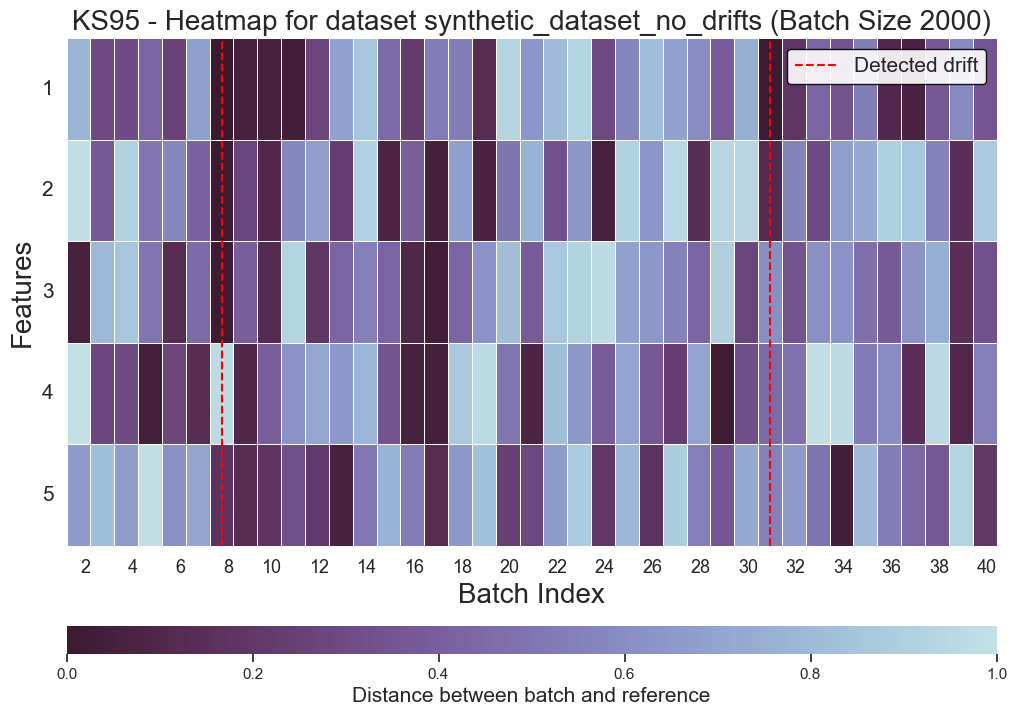 KS95 - Heatmap for dataset synthetic_dataset_no_drifts (Batch Size 2000)
Detected drift
1
2
3
4
5
Features
2 4 6 8 10 12 14 16 18 20 22 24 26 28 30 32 34 36 38 40
Batch Index
0.0 0.2 0.4 0.6 0.8 1.0
Distance between batch and reference